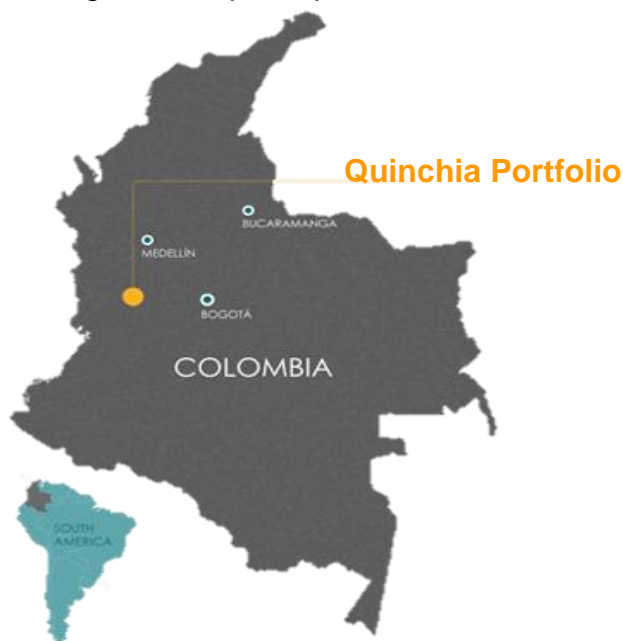 Quinchia Portfolio
BUCARAMANGA
MEDELLÍN
BOGOTÁ
COLOMBIA
SOUTH
AMERICA